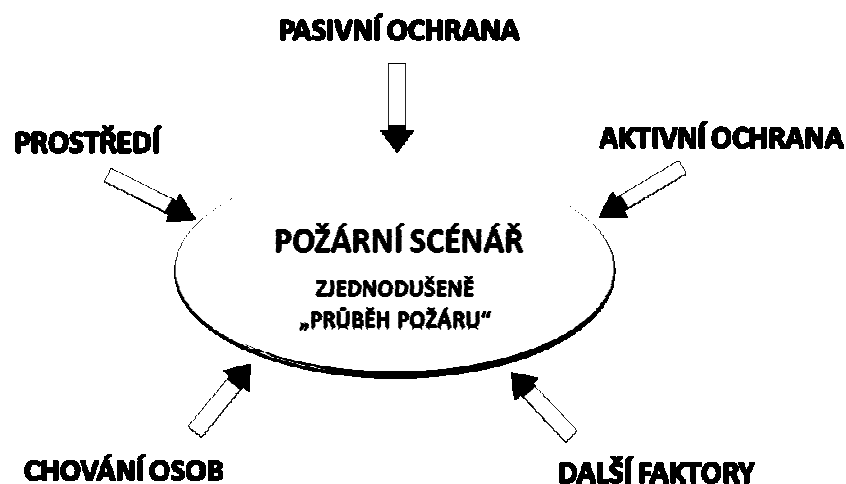 PASIVNÍ OCHRANA
PROSTŘEDÍ
AKTIVNÍ OCHRANA
POŽÁRNÍ SCÉNÁŘ
ZJEDNODUŠENĚ
„PRŮBĚH POŽÁRU“
CHOVÁNÍ OSOB
DALŠÍ FAKTORY